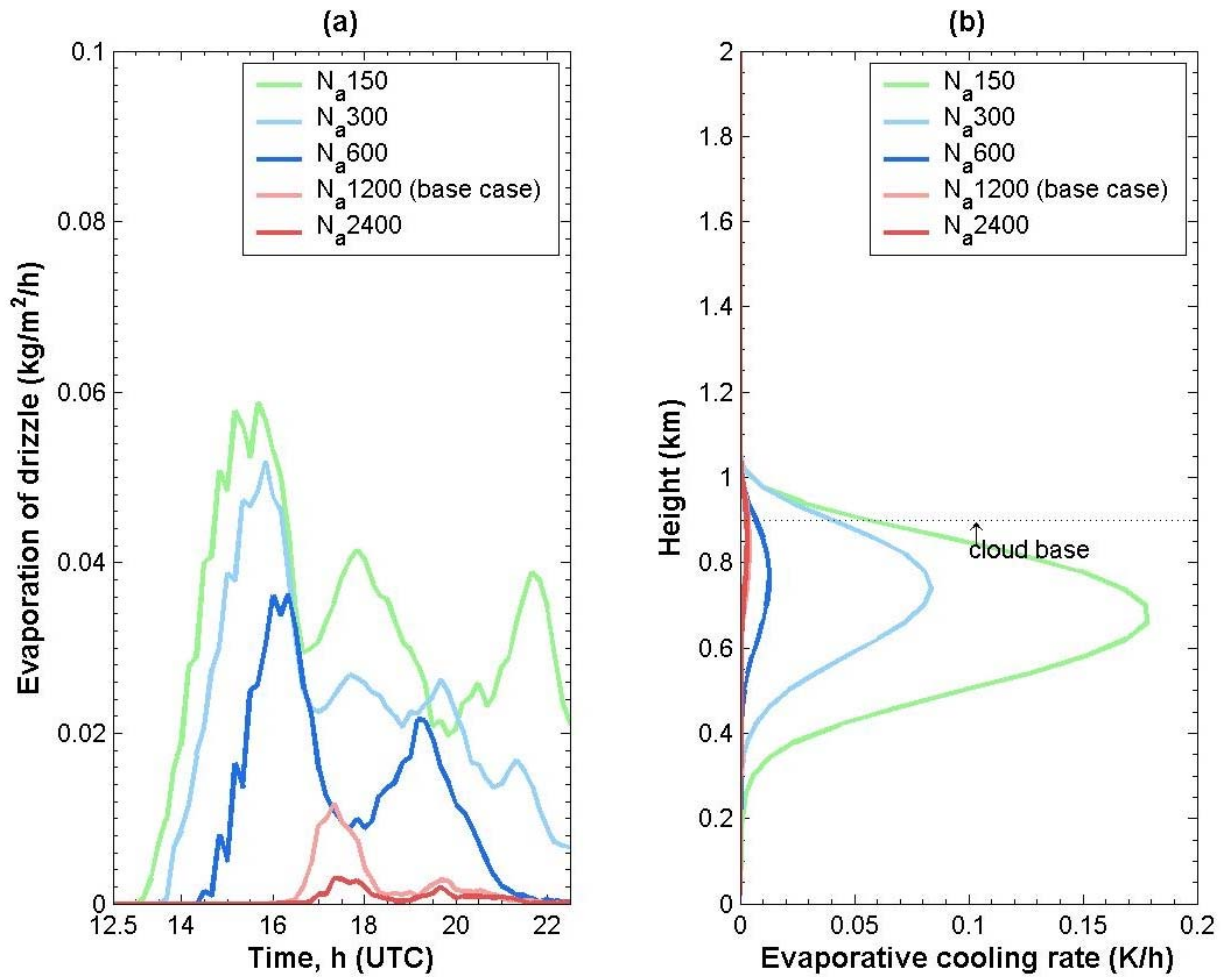 (a)
0.1
0.08
0.06
0.04
0.02
0
12.5 14 16 18 20 22
Evaporation of drizzle (kg/m²/h)
Time, h (UTC)
Nₐ150
Nₐ300
Nₐ600
Nₐ1200 (base case)
Nₐ2400
(b)
2
1.8
1.6
1.4
1.2
1
0.8
0.6
0.4
0.2
0
0 0.05 0.1 0.15 0.2
Height (km)
Evaporative cooling rate (K/h)
Nₐ150
Nₐ300
Nₐ600
Nₐ1200 (base case)
Nₐ2400
cloud base